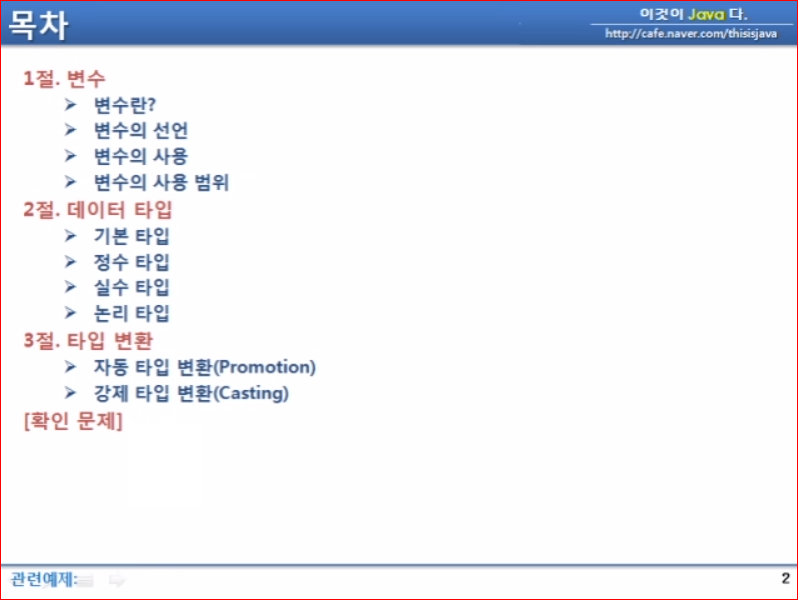 목차
이것이 Java 다.
http://cafe.naver.com/thisisjava
1절. 변수
➢ 변수란?
➢ 변수의 선언
➢ 변수의 사용
➢ 변수의 사용 범위
2절. 데이터 타입
➢ 기본 타입
➢ 정수 타입
➢ 실수 타입
➢ 논리 타입
3절. 타입 변환
➢ 자동 타입 변환(Promotion)
➢ 강제 타입 변환(Casting)
[확인 문제]
관련예제:
2